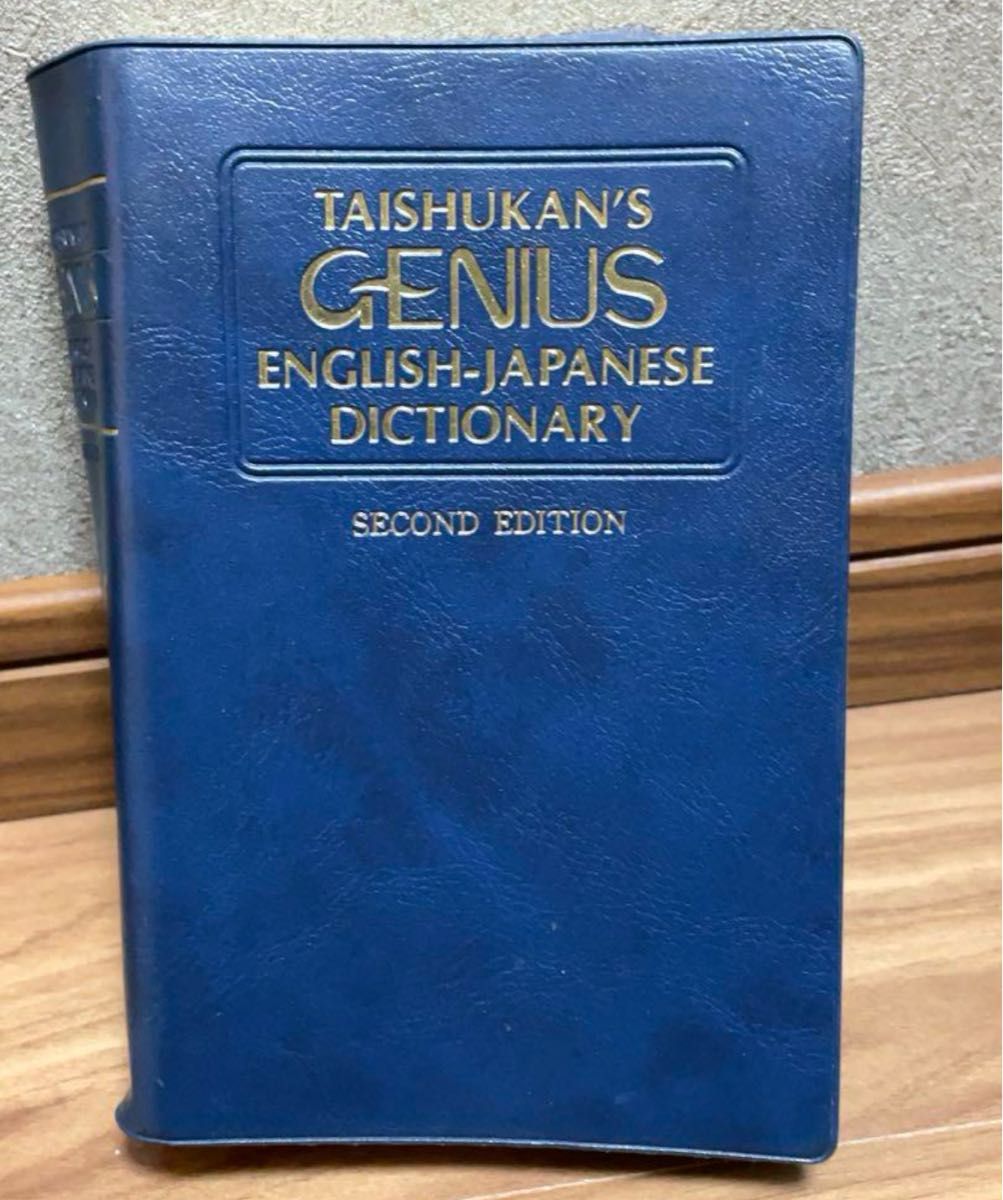 TAISHUKAN'S
GENIUS
ENGLISH-JAPANESE
DICTIONARY
SECOND EDITION